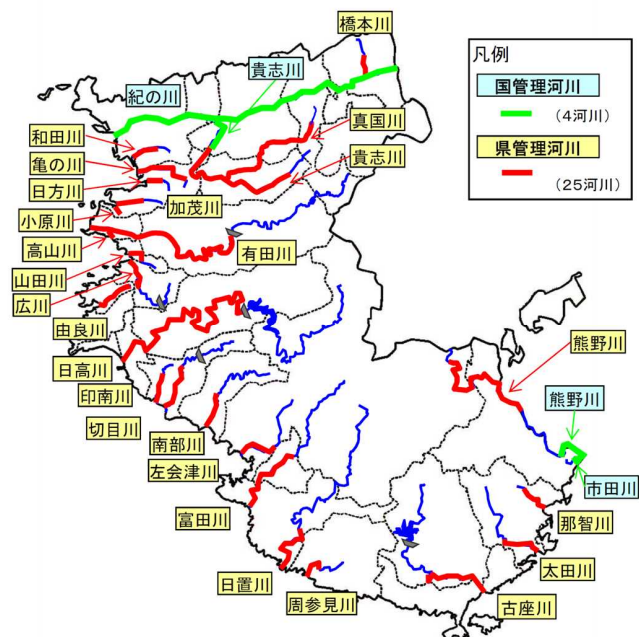 橋本川
貴志川
紀の川
凡例
国管理河川
(4河川)
県管理河川
(25河川)
和田川
真国川
亀の川
貴志川
日方川
加茂川
小原川
高山川
有田川
山田川
広川
由良川
熊野川
日高川
熊野川
印南川
切目川
南部川
左会津川
市田川
富田川
那智川
太田川
日置川
周参見川
古座川